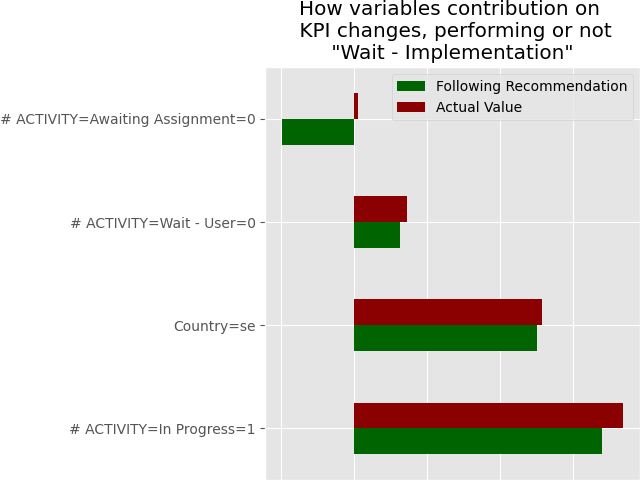 How variables contribution on
KPI changes, performing or not
"Wait - Implementation"
Following Recommendation
Actual Value
# ACTIVITY=Awaiting Assignment=0
# ACTIVITY=Wait - User=0
Country=se
# ACTIVITY=In Progress=1